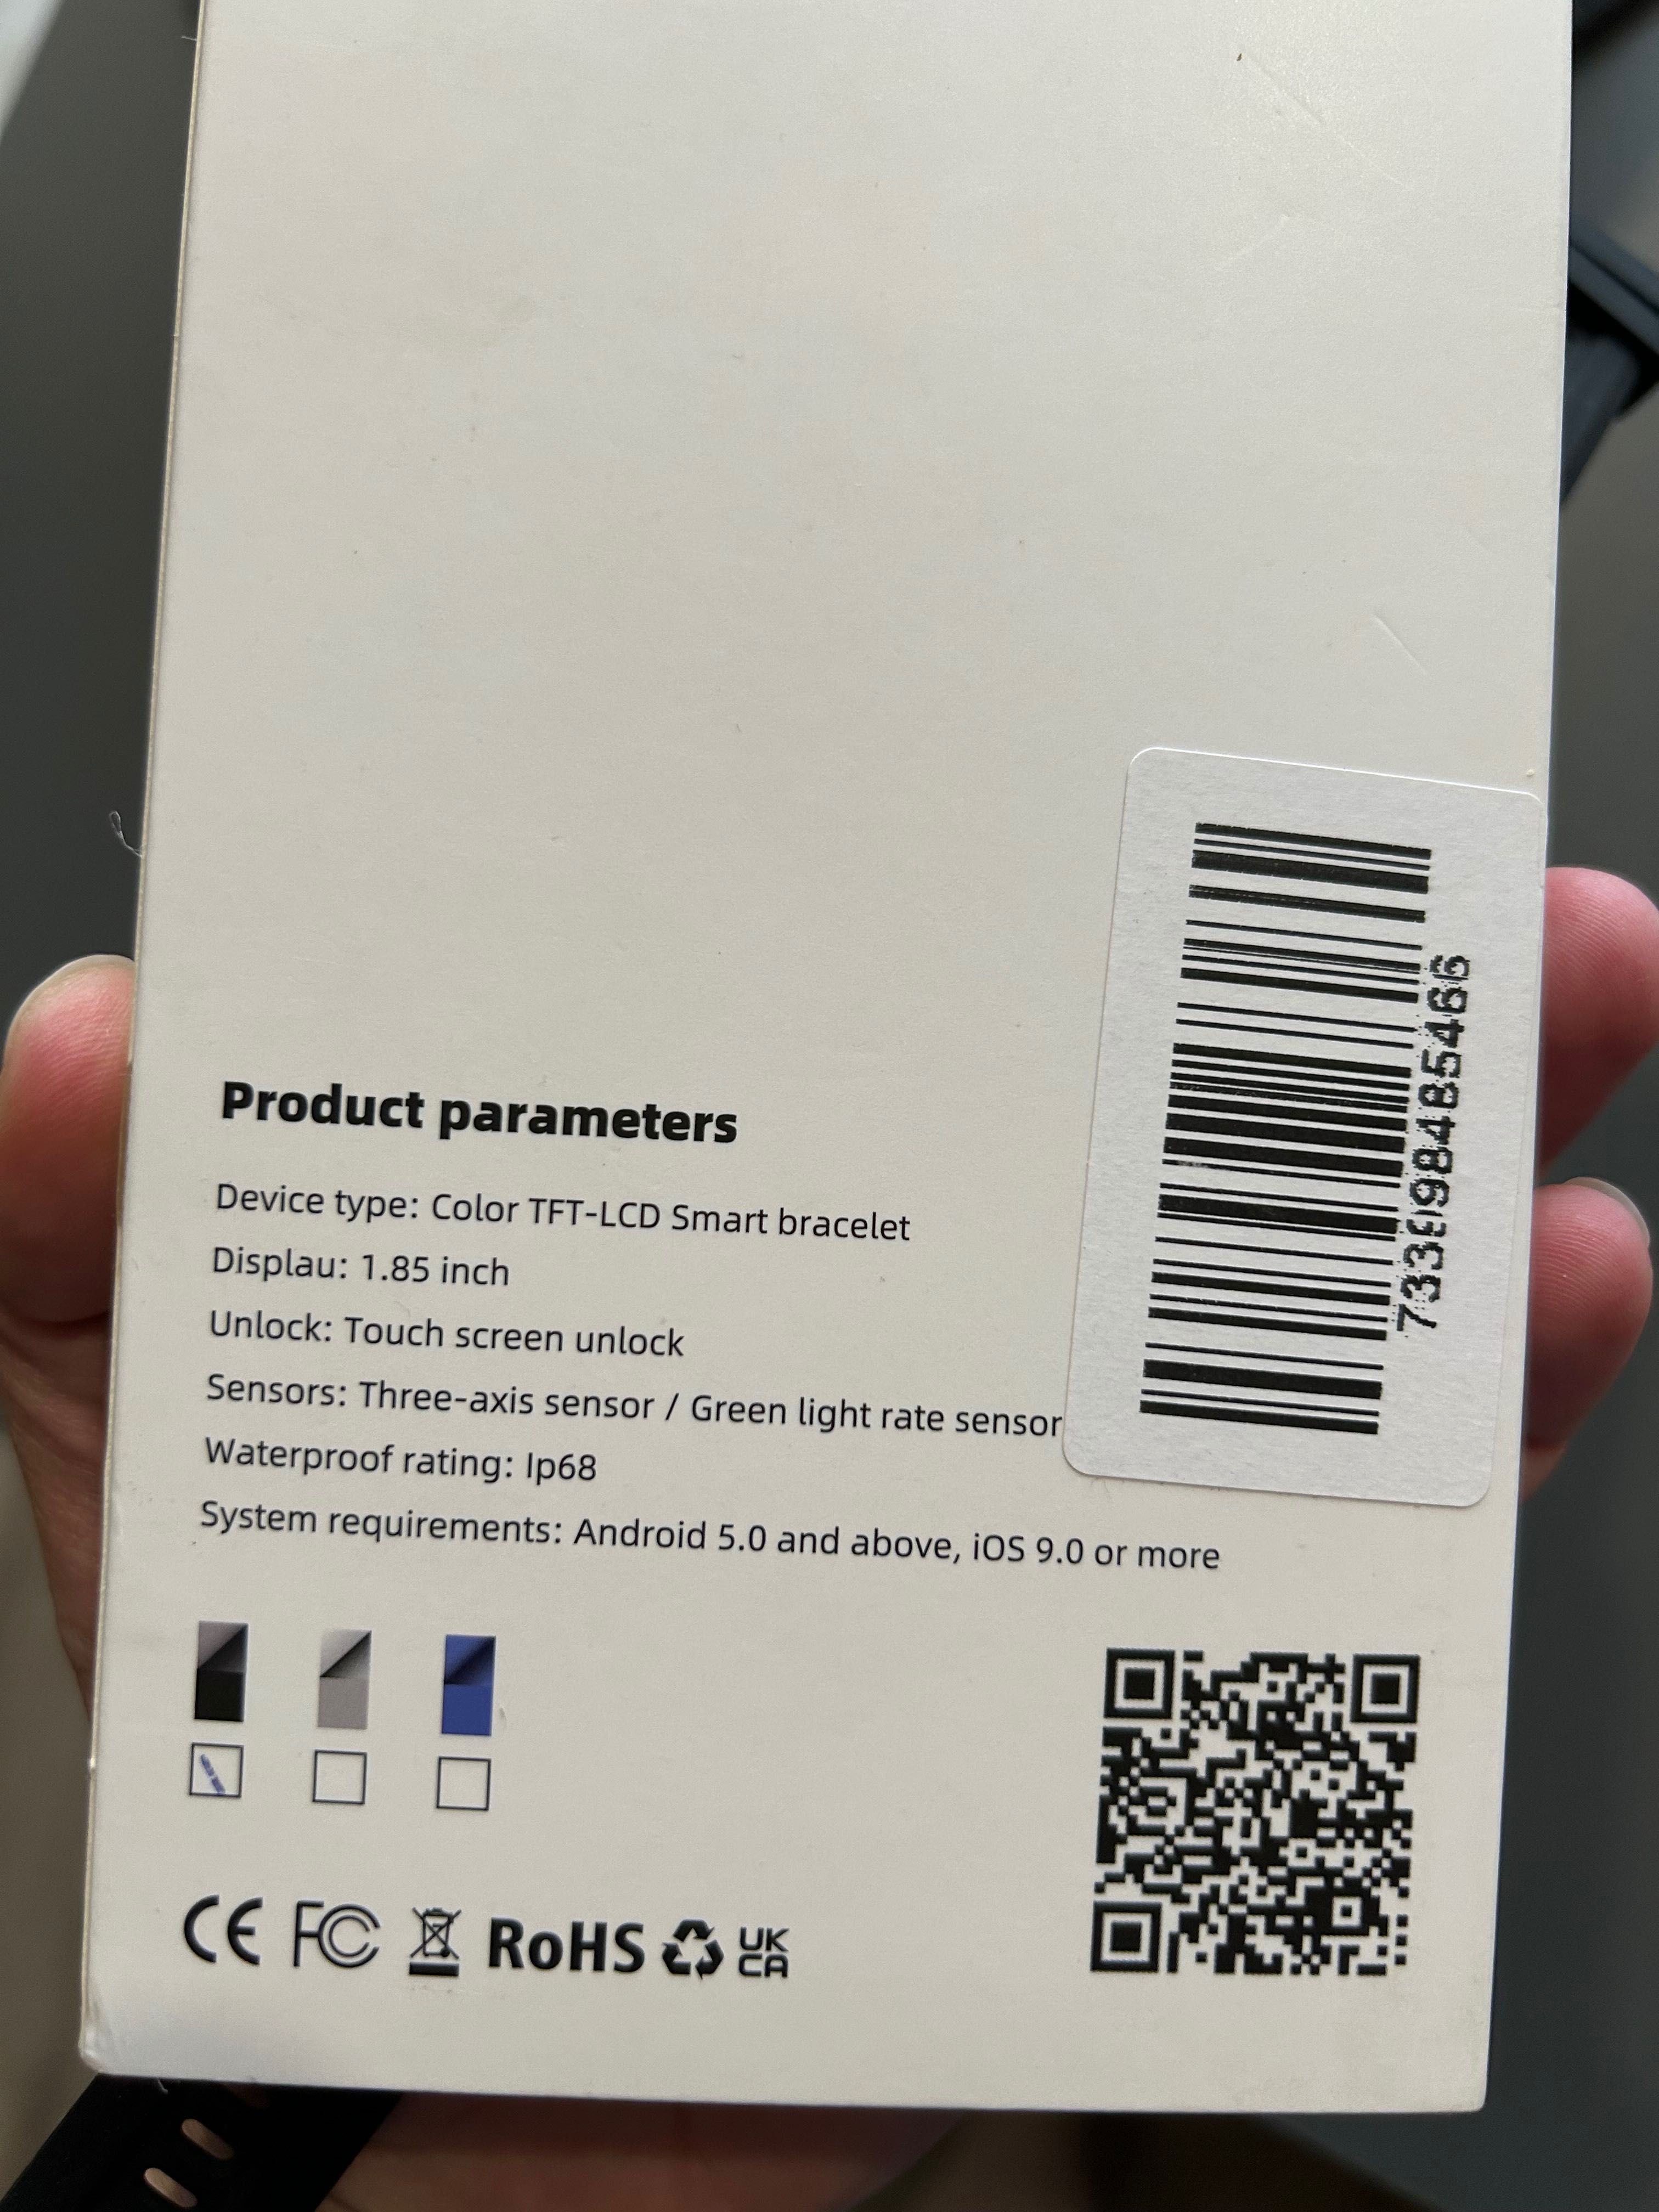 Product parameters
Device type: Color TFT-LCD Smart bracelet
Displau: 1.85 inch
Unlock: Touch screen unlock
Sensors: Three-axis sensor / Green light rate sensor
Waterproof rating: Ip68
System requirements: Android 5.0 and above, iOS 9.0 or more
733098485466
CE FC RoHS UK
CA